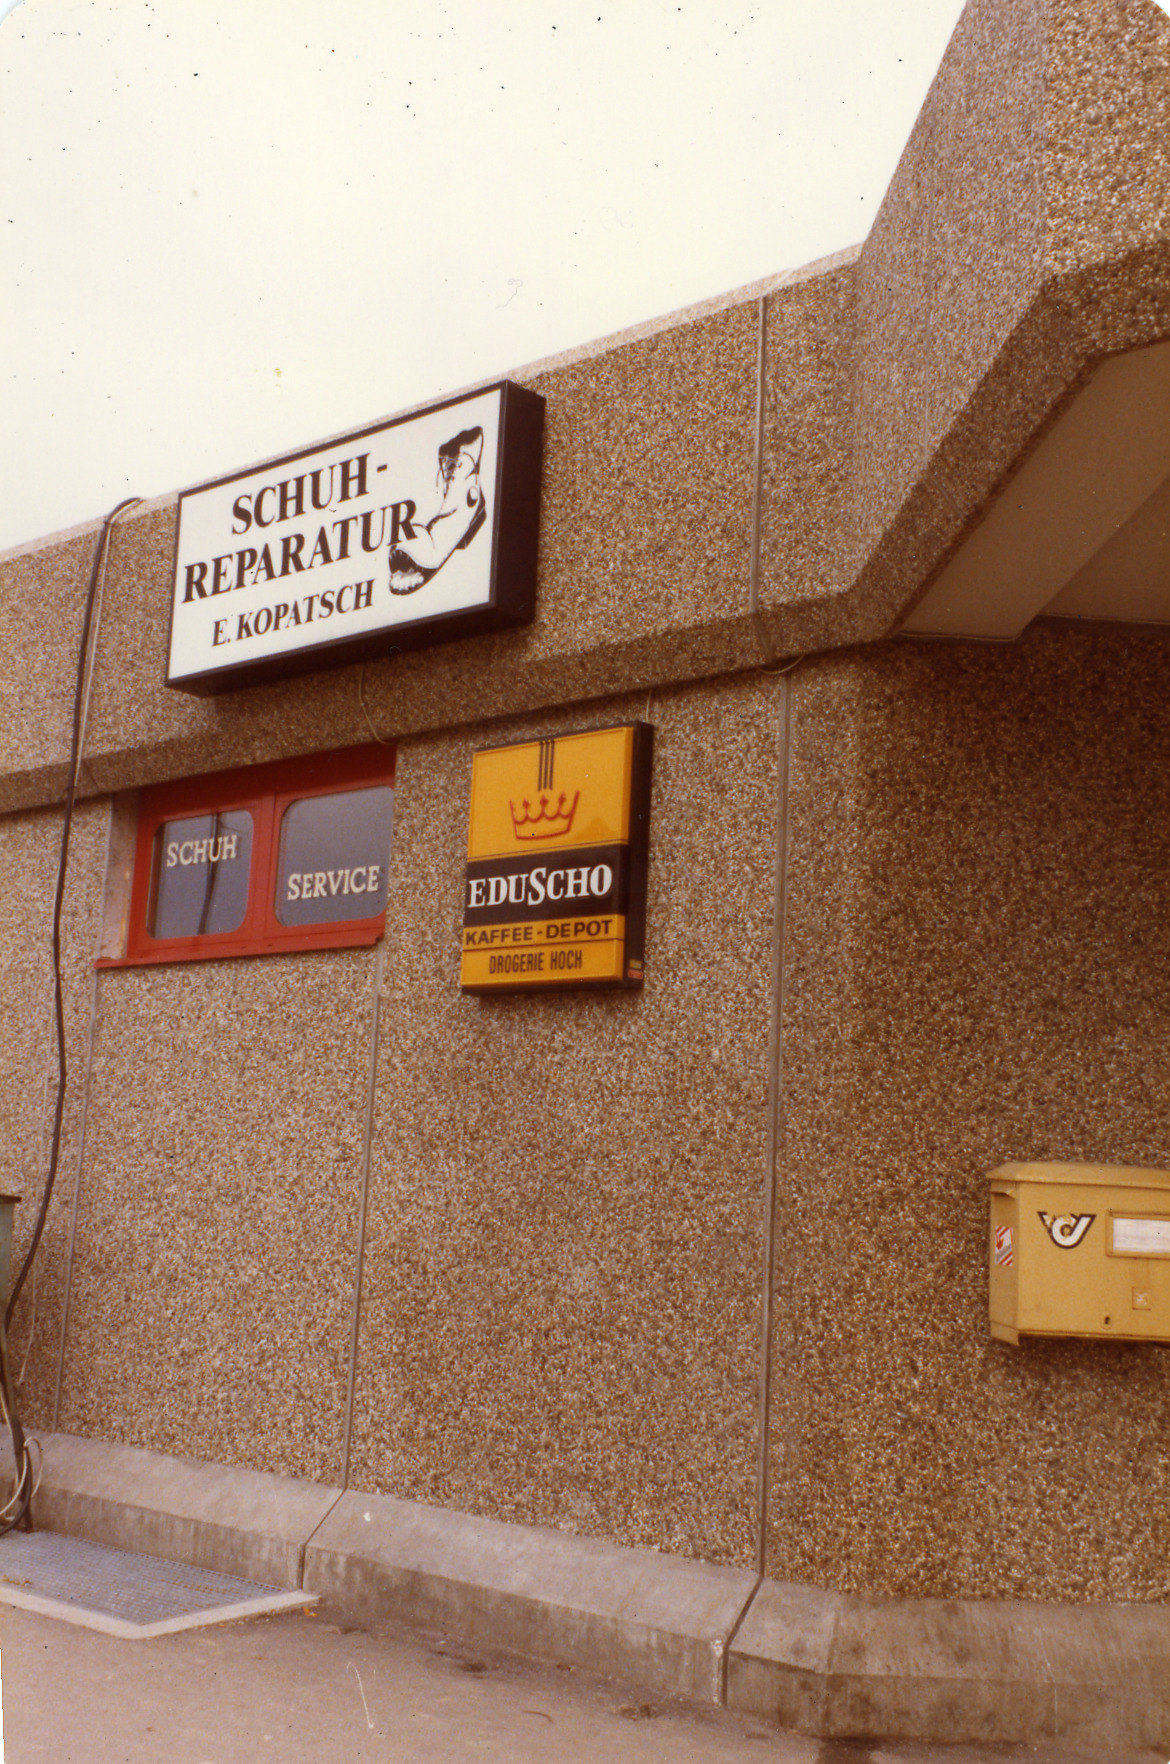 SCHUH-
REPARATUR
E. KOPATSCH
SCHUH
SERVICE
EDUSCHO
KAFFEE-DEPOT
DROGERIE HOCH